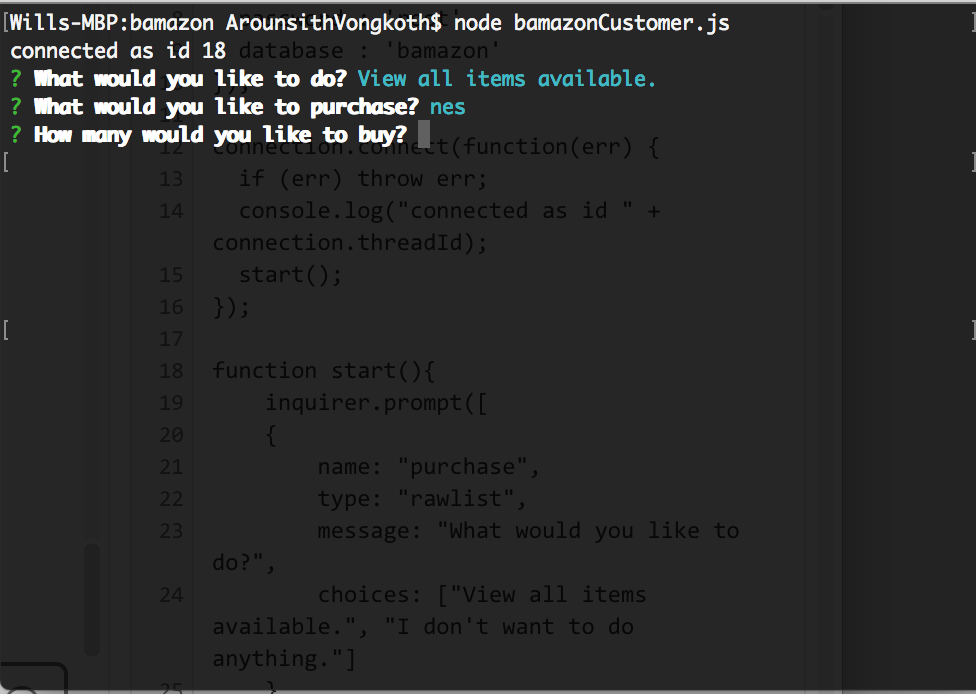 [Wills-MBP:bamazon ArounsithVongkoth$ node bamazonCustomer.js ]
connected as id 18
database : 'bamazon'
? What would you like to do? View all items available.
? What would you like to purchase? nes
? How many would you like to buy?
12 connection.connect(function(err) {
[ ]
13 if (err) throw err;
14 console.log("connected as id " +
connection.threadId);
15 start();
16 });
[ ]
17
18 function start(){
19 inquirer.prompt([
20 {
21 name: "purchase",
22 type: "rawlist",
23 message: "What would you like to
do?",
24 choices: ["View all items
available.", "I don't want to do
anything."]
25 }